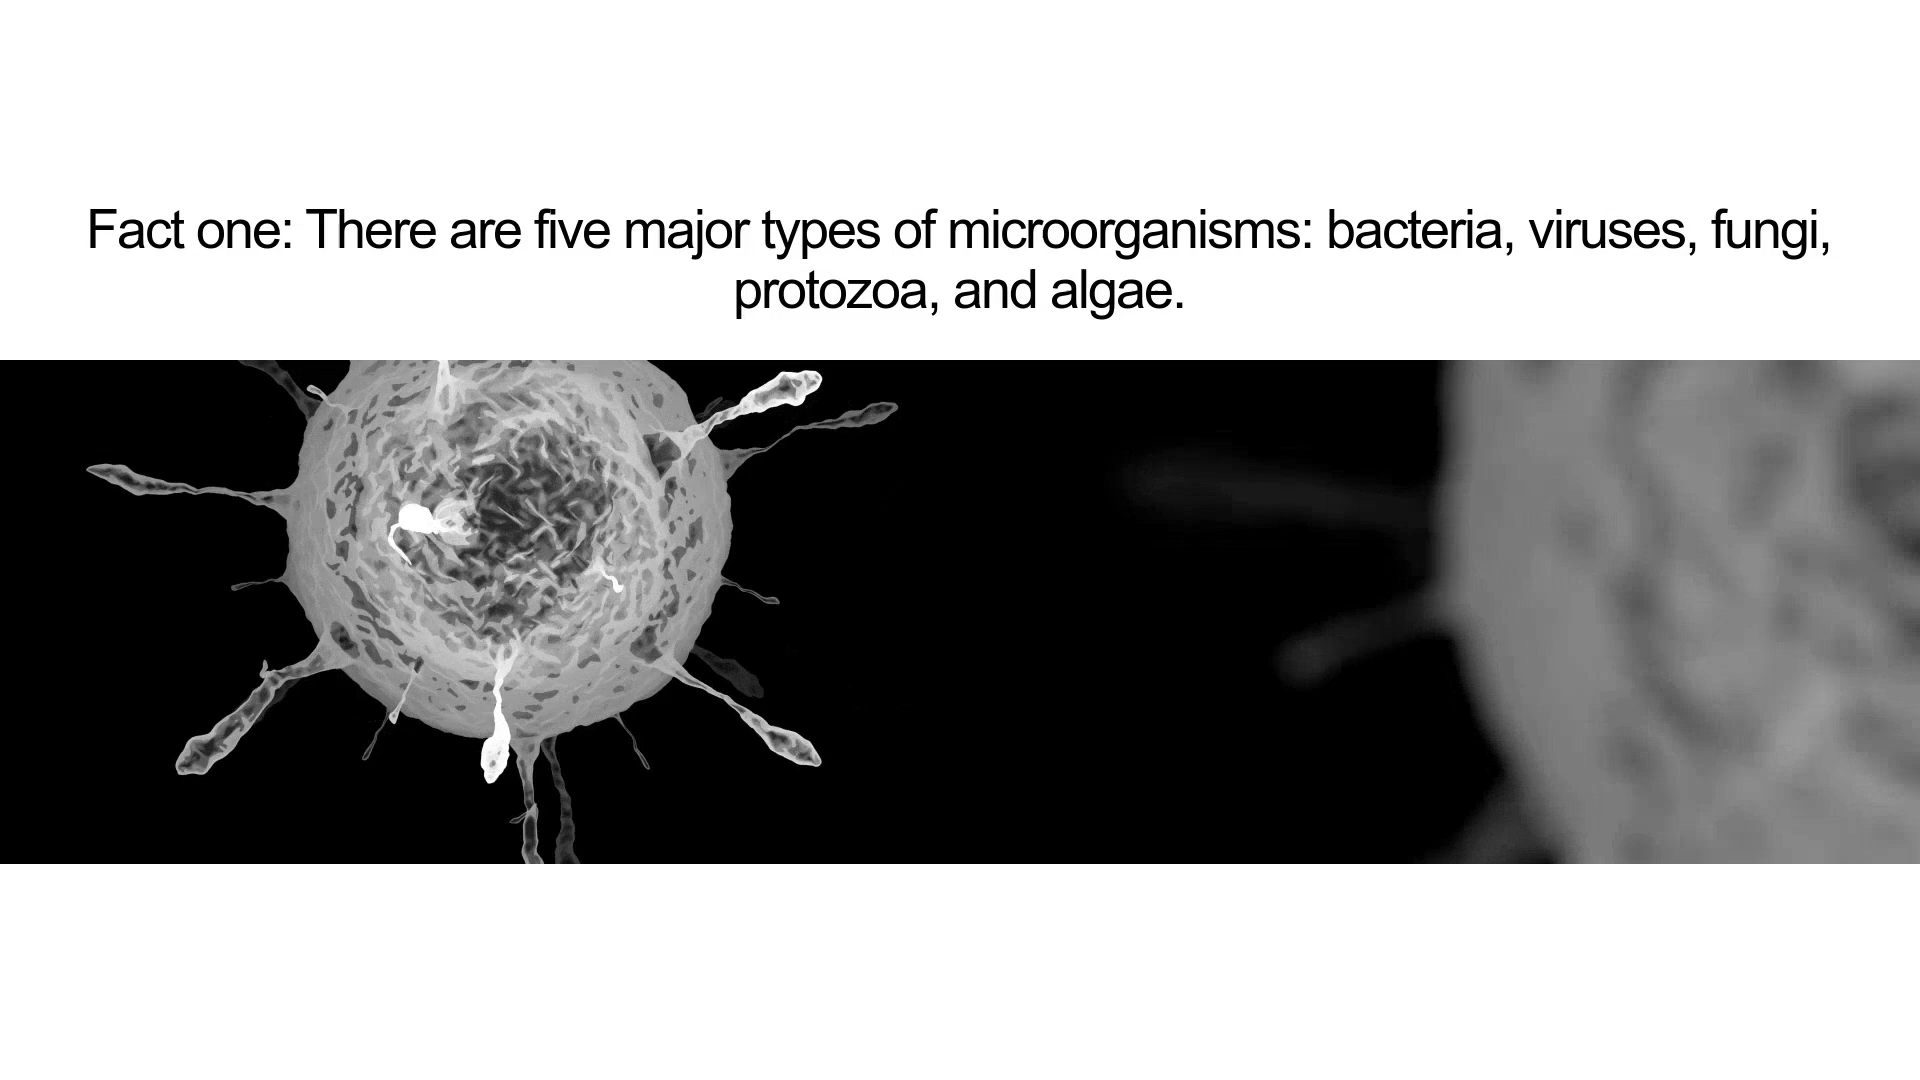 Fact one: There are five major types of microorganisms: bacteria, viruses, fungi,
protozoa, and algae.